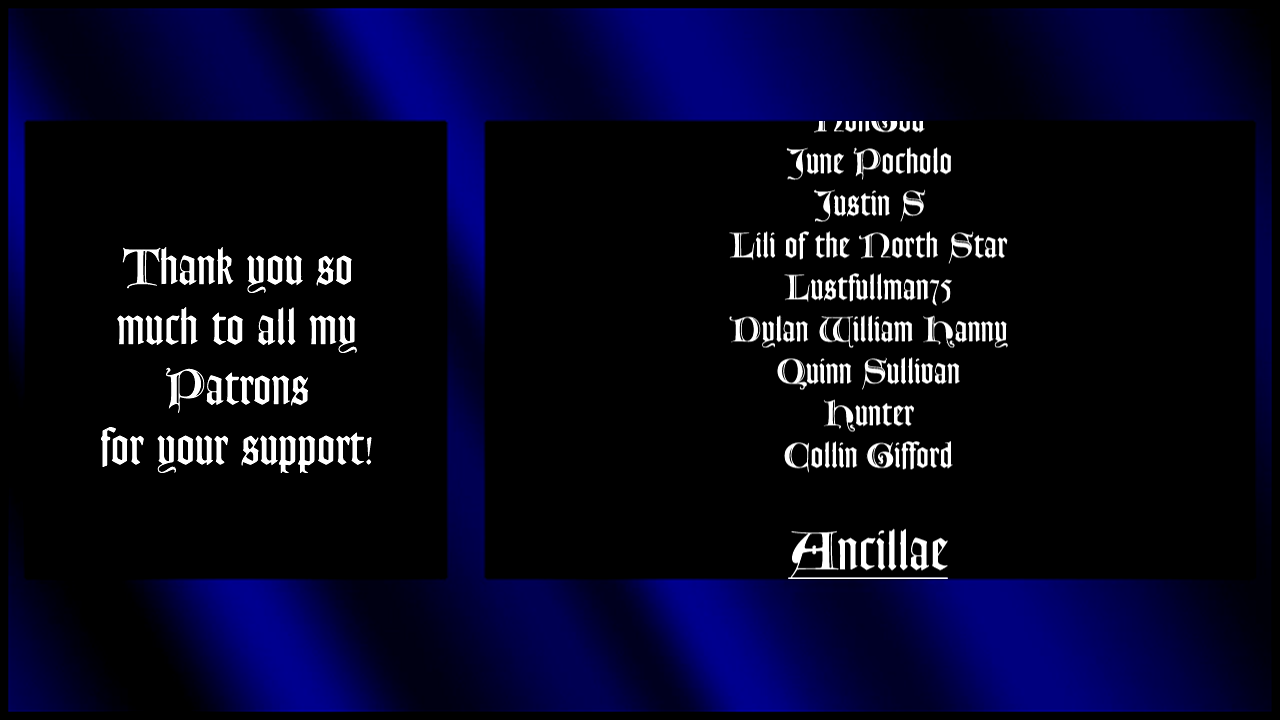 Thank you so
much to all my
Patrons
for your support!
NonGod
June Pocholo
Justin S
Lili of the North Star
Lustfullman75
Dylan William Hanny
Quinn Sullivan
Hunter
Collin Gifford
Ancillae